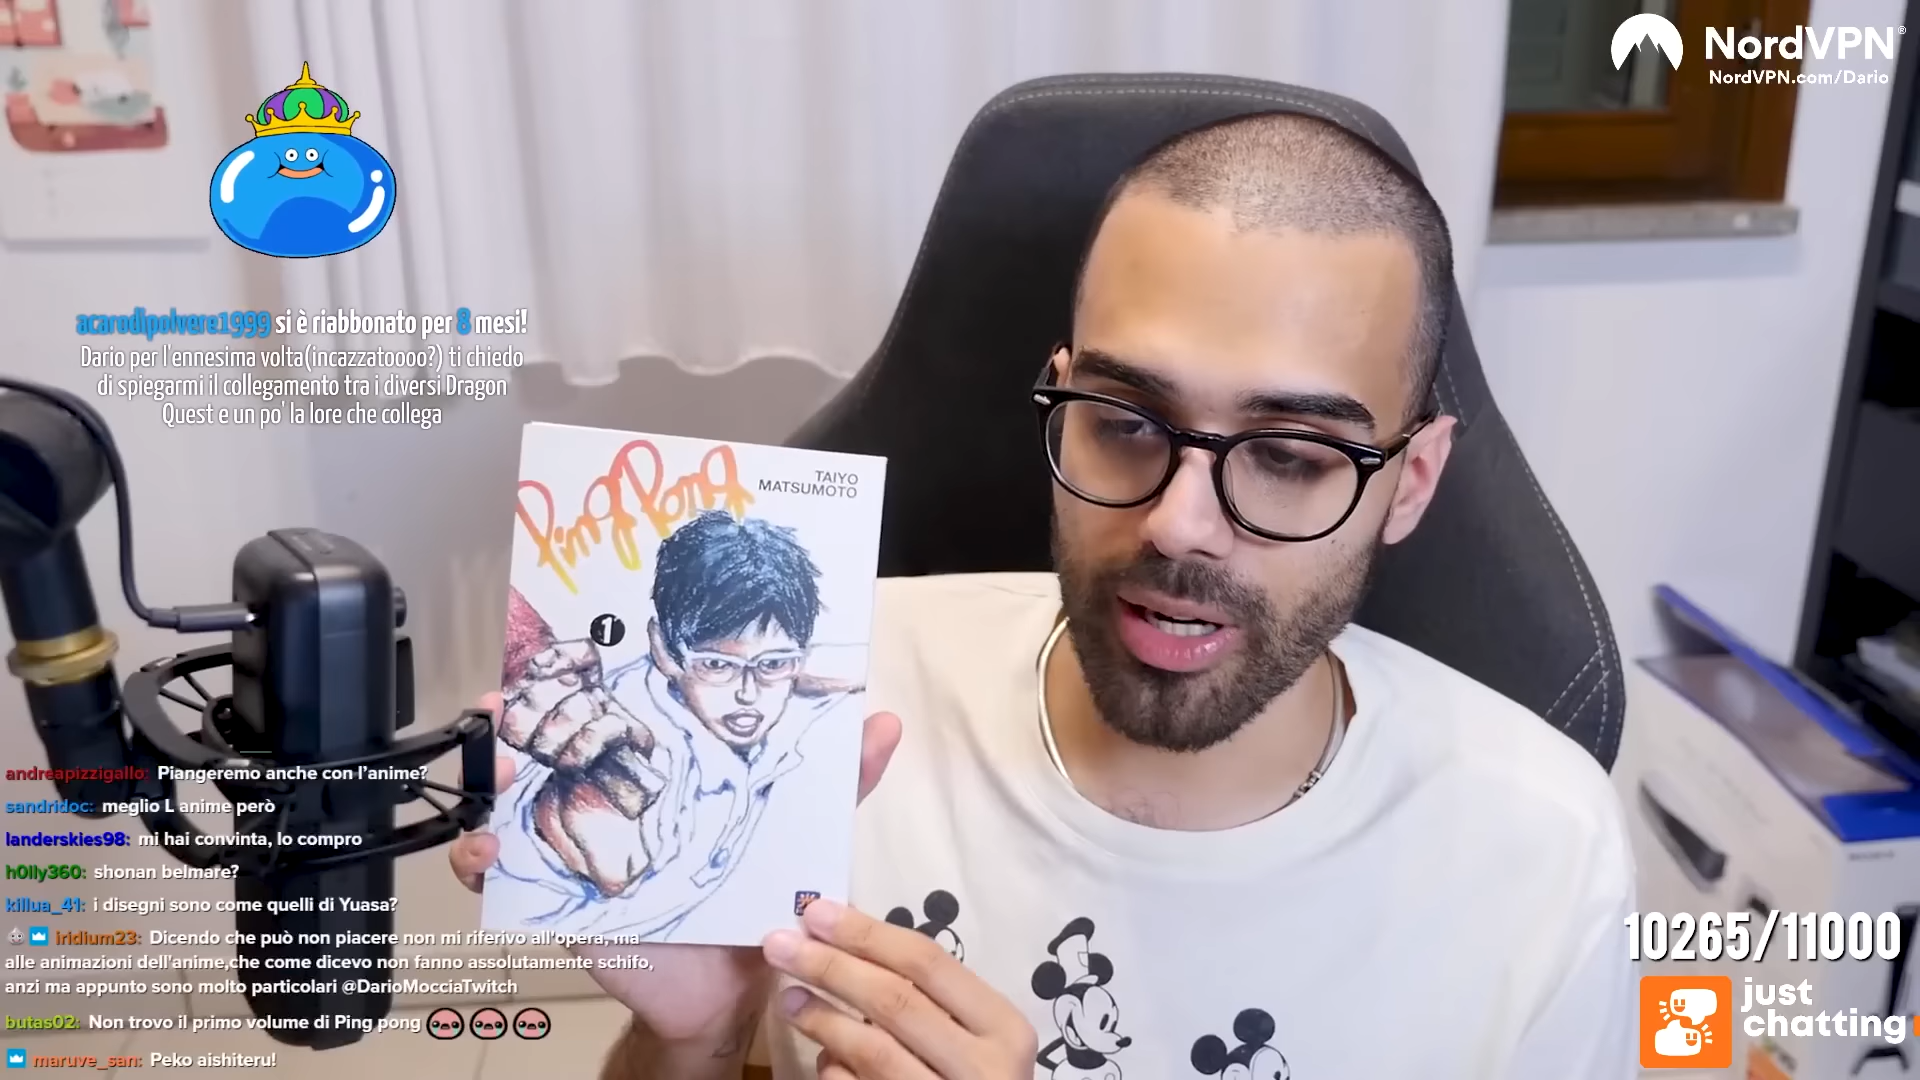 NordVPN®
NordVPN.com/Dario
acarodipolvere1999 si è riabbonato per 8 mesi!
Dario per l'ennesima volta(incazzatoooo?) ti chiedo
di spiegarmi il collegamento tra i diversi Dragon
Quest e un po' la lore che collega
Ping Pong
TAIYO
MATSUMOTO
1
andreapizzigallo: Piangeremo anche con l'anime?
sandridoc: meglio L anime però
landerskies98: mi hai convinta, lo compro
h0lly360: shonan belmare?
killua_41: i disegni sono come quelli di Yuasa?
iridium23: Dicendo che può non piacere non mi riferivo all'opera, ma
alle animazioni dell'anime,che come dicevo non fanno assolutamente schifo,
anzi ma appunto sono molto particolari @DarioMocciaTwitch
butas02: Non trovo il primo volume di Ping pong
maruve_san: Peko aishiteru!
10265/11000
just
chatting